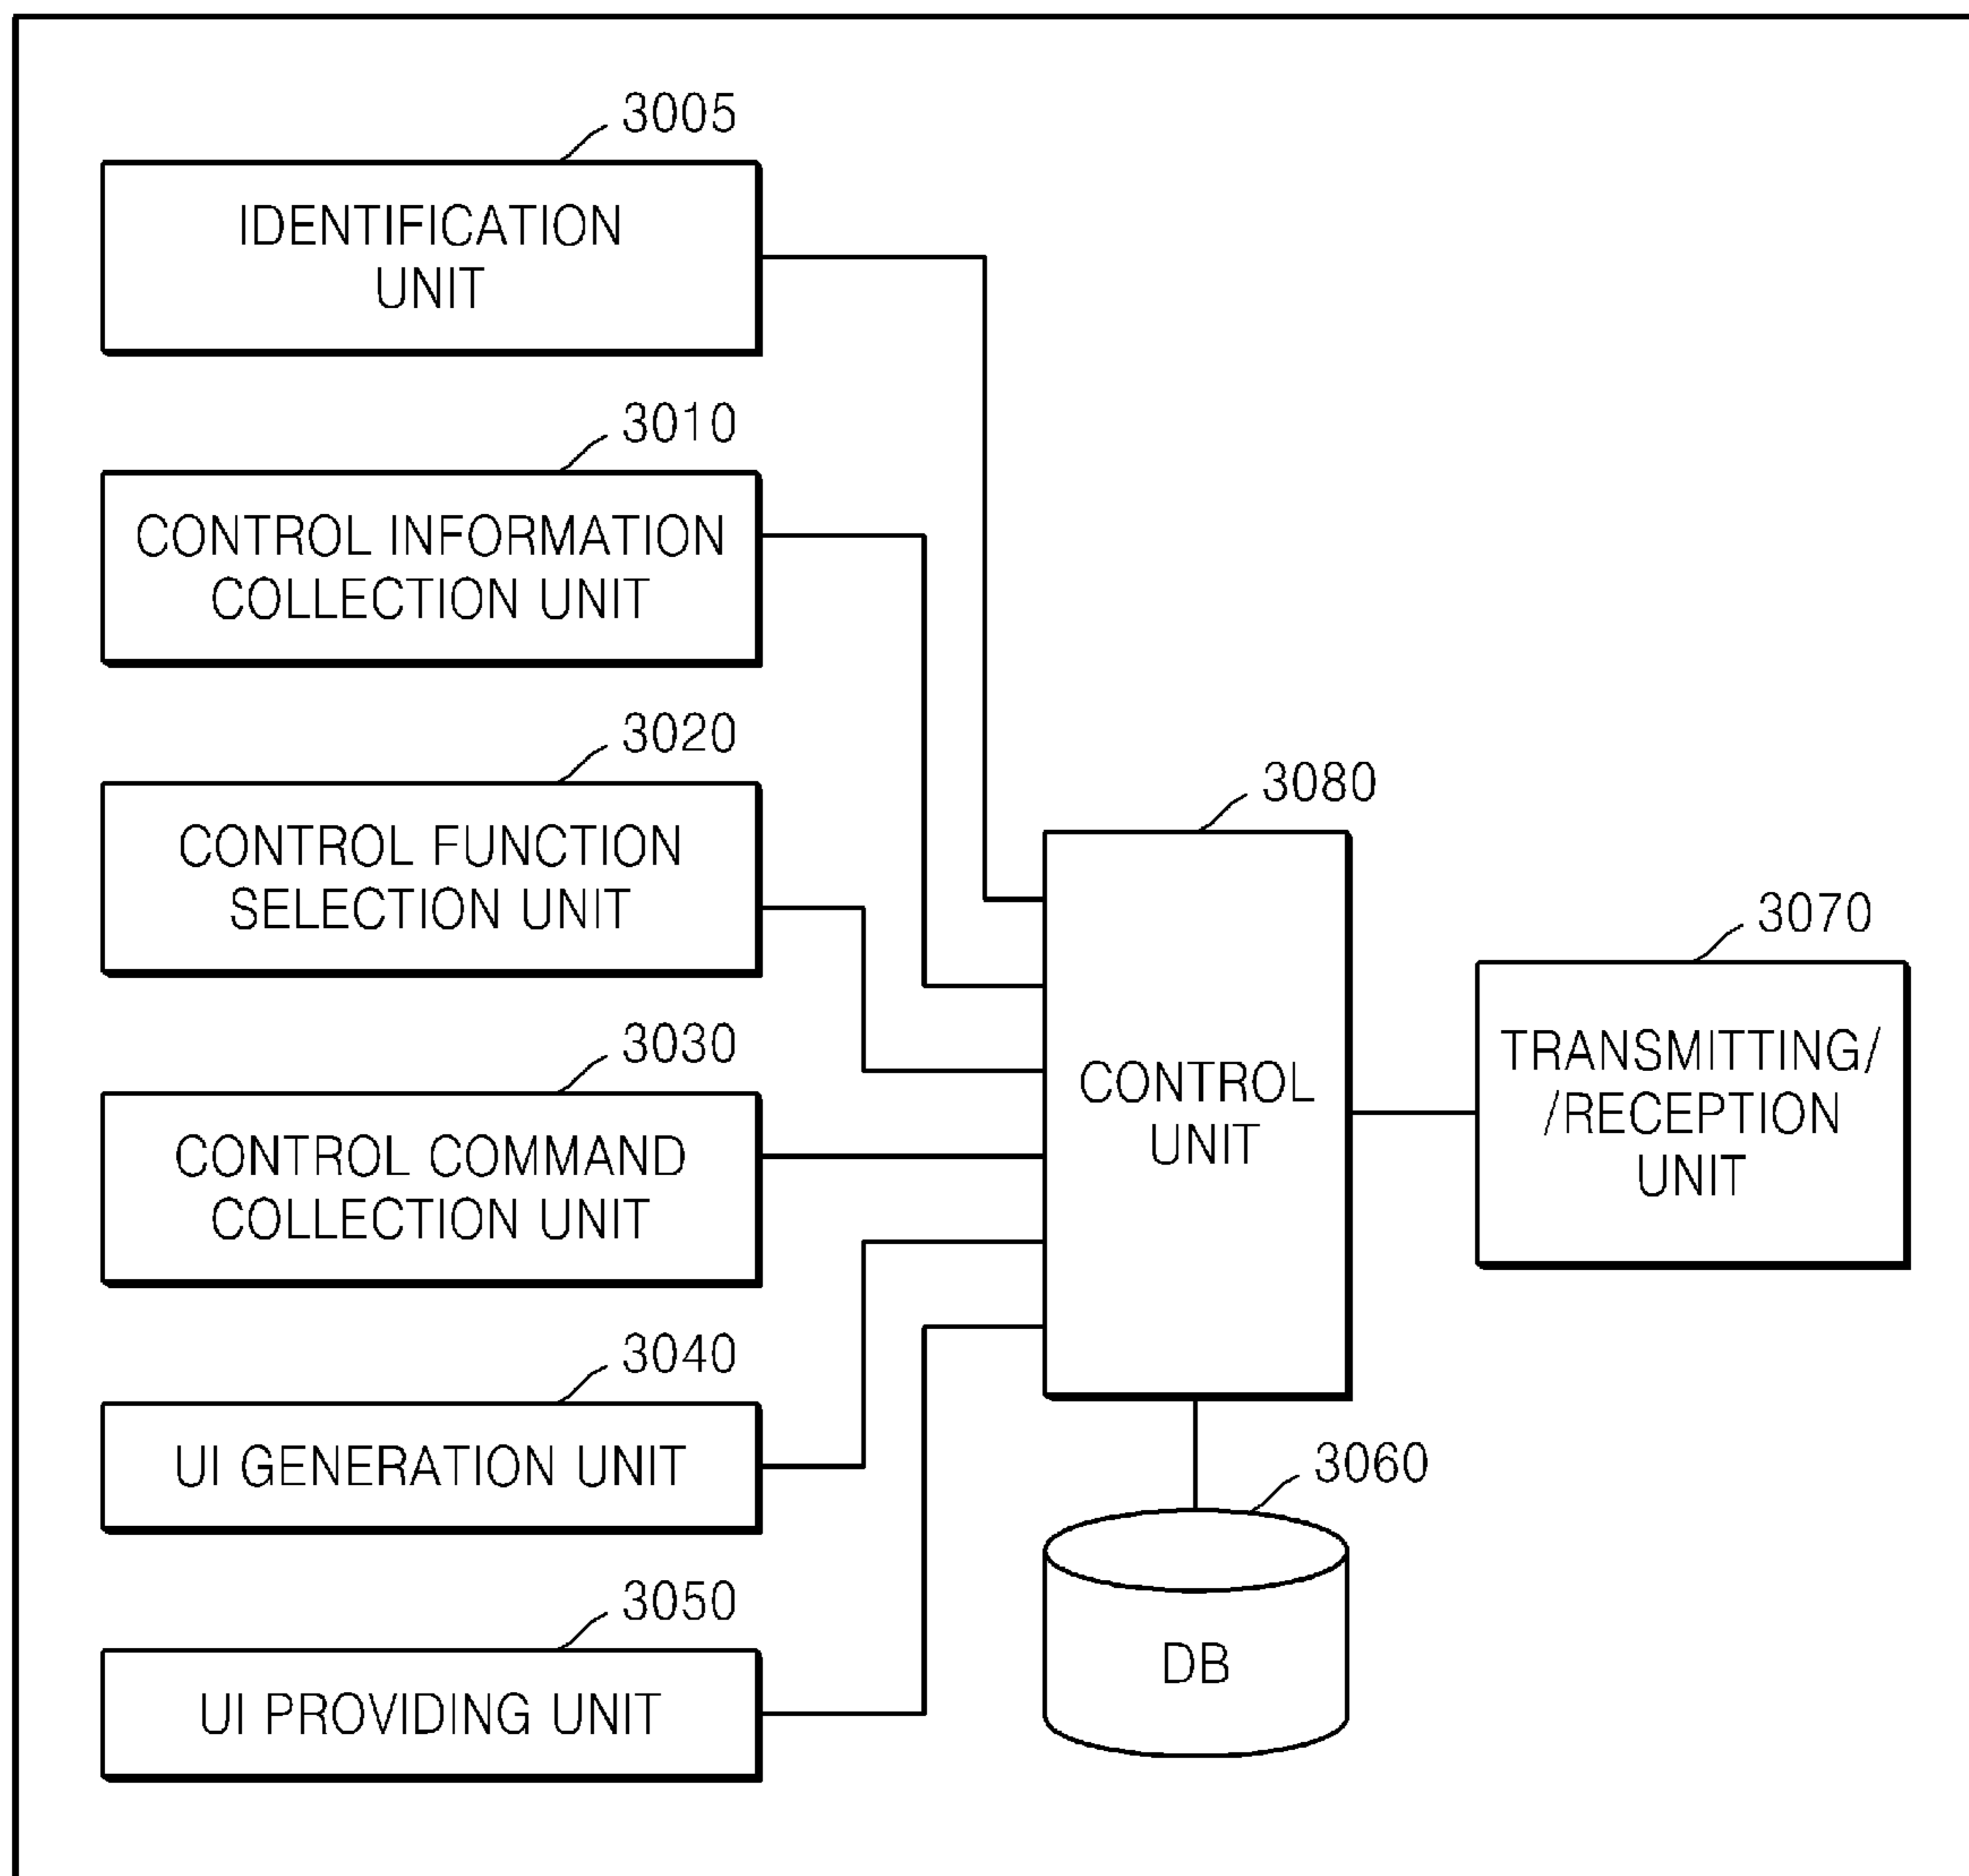 3005
IDENTIFICATION
UNIT
3010
CONTROL INFORMATION
COLLECTION UNIT
3020
CONTROL FUNCTION
SELECTION UNIT
3030
CONTROL COMMAND
COLLECTION UNIT
3040
UI GENERATION UNIT
3050
UI PROVIDING UNIT
3080
CONTROL
UNIT
3070
TRANSMITTING/
/RECEPTION
UNIT
3060
DB